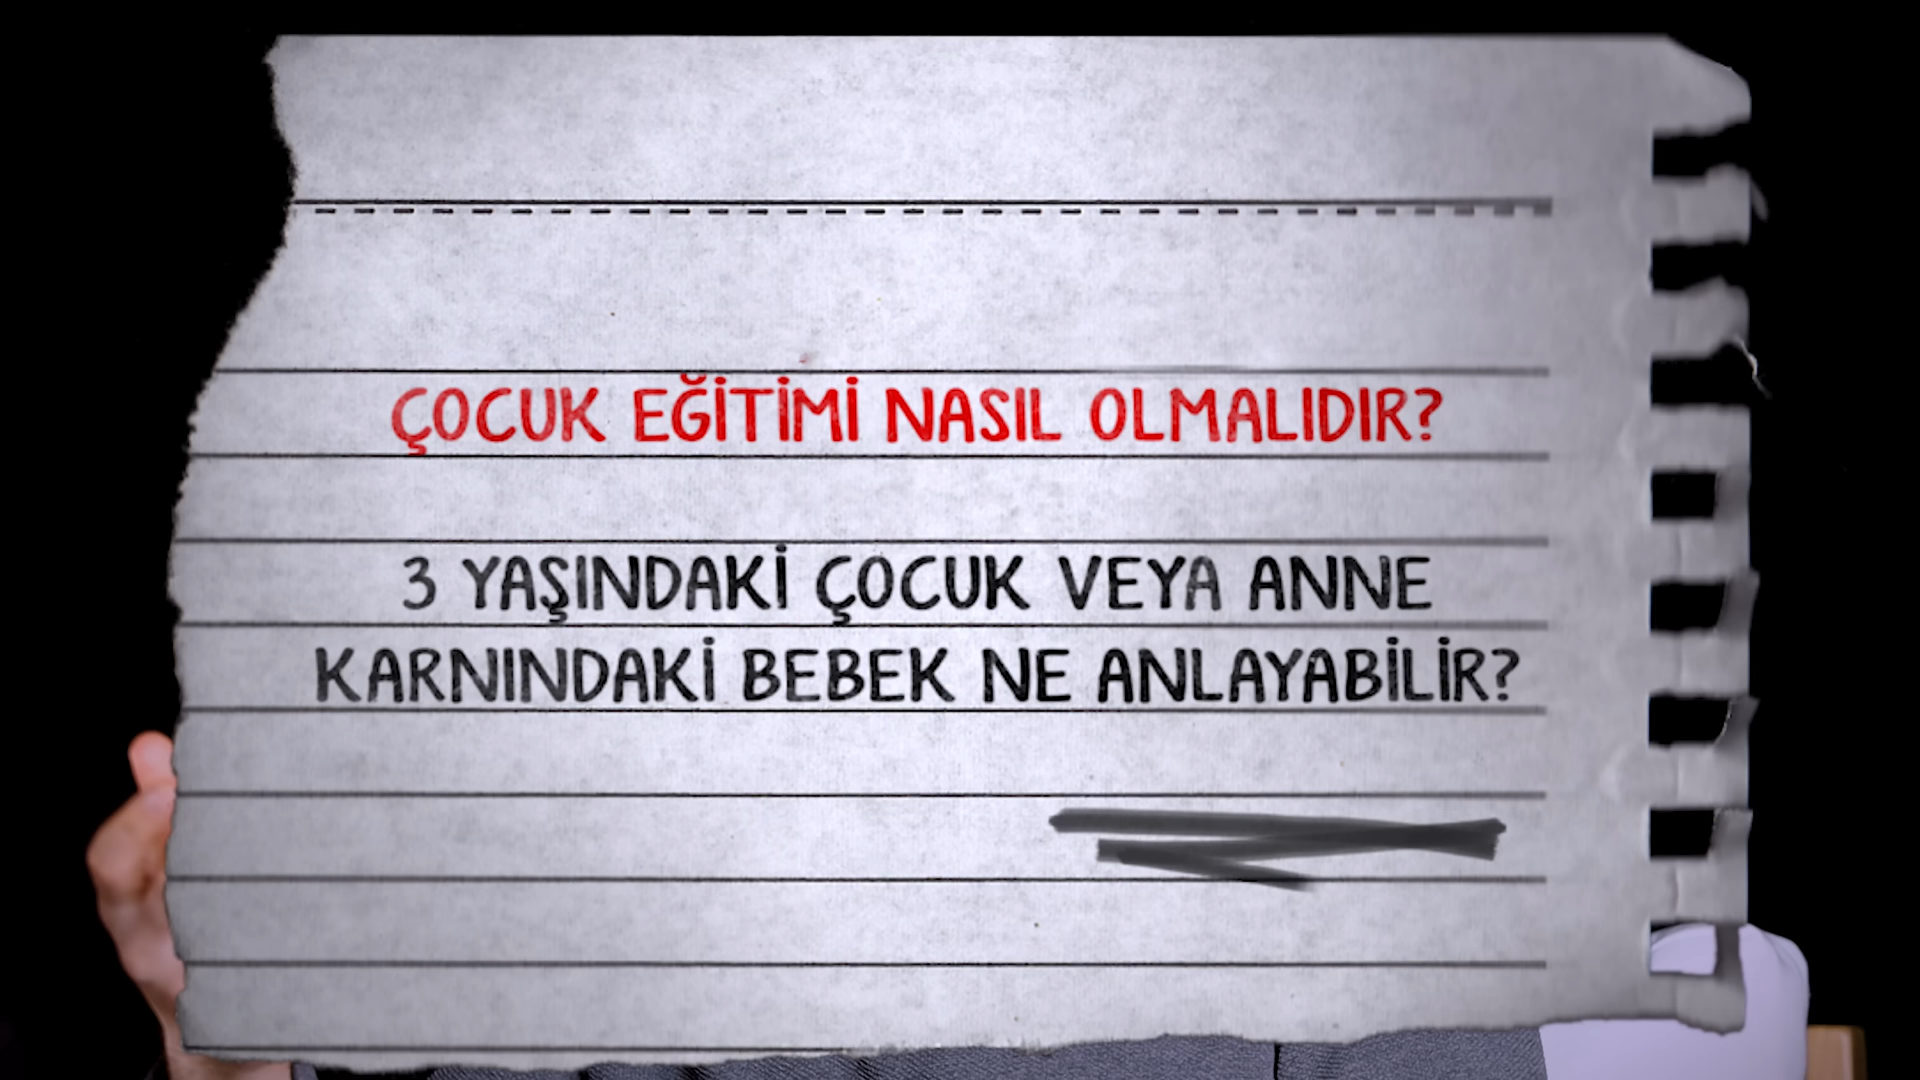 ÇOCUK EĞİTİMİ NASIL OLMALIDIR?
3 YAŞINDAKİ ÇOCUK VEYA ANNE
KARNINDAKİ BEBEK NE ANLAYABİLİR?